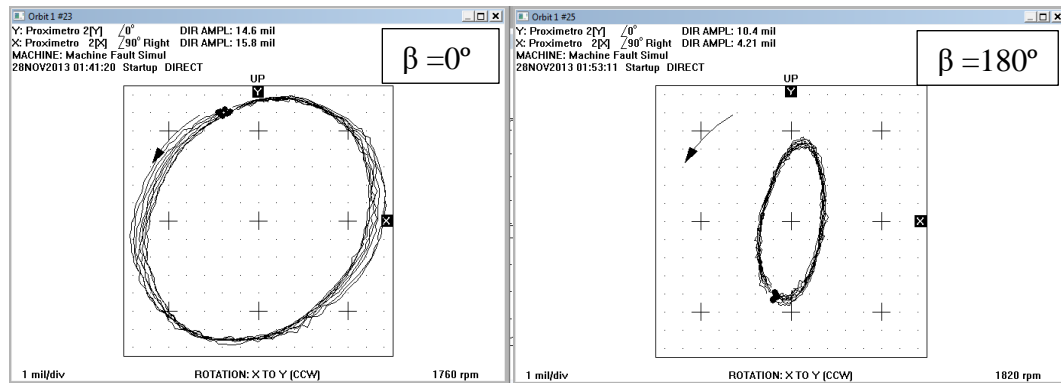 Orbit 1 #23
Y: Proximetro 2[Y] ∠0° DIR AMPL: 14.6 mil
X: Proximetro 2[X] ∠90° Right DIR AMPL: 15.8 mil
MACHINE: Machine Fault Simul
28NOV2013 01:41:20 Startup DIRECT
β =0º
UP
Y
X
1 mil/div ROTATION: X TO Y (CCW) 1760 rpm
Orbit 1 #25
Y: Proximetro 2[Y] ∠0° DIR AMPL: 10.4 mil
X: Proximetro 2[X] ∠90° Right DIR AMPL: 4.21 mil
MACHINE: Machine Fault Simul
28NOV2013 01:53:11 Startup DIRECT
β =180º
UP
Y
X
1 mil/div ROTATION: X TO Y (CCW) 1820 rpm